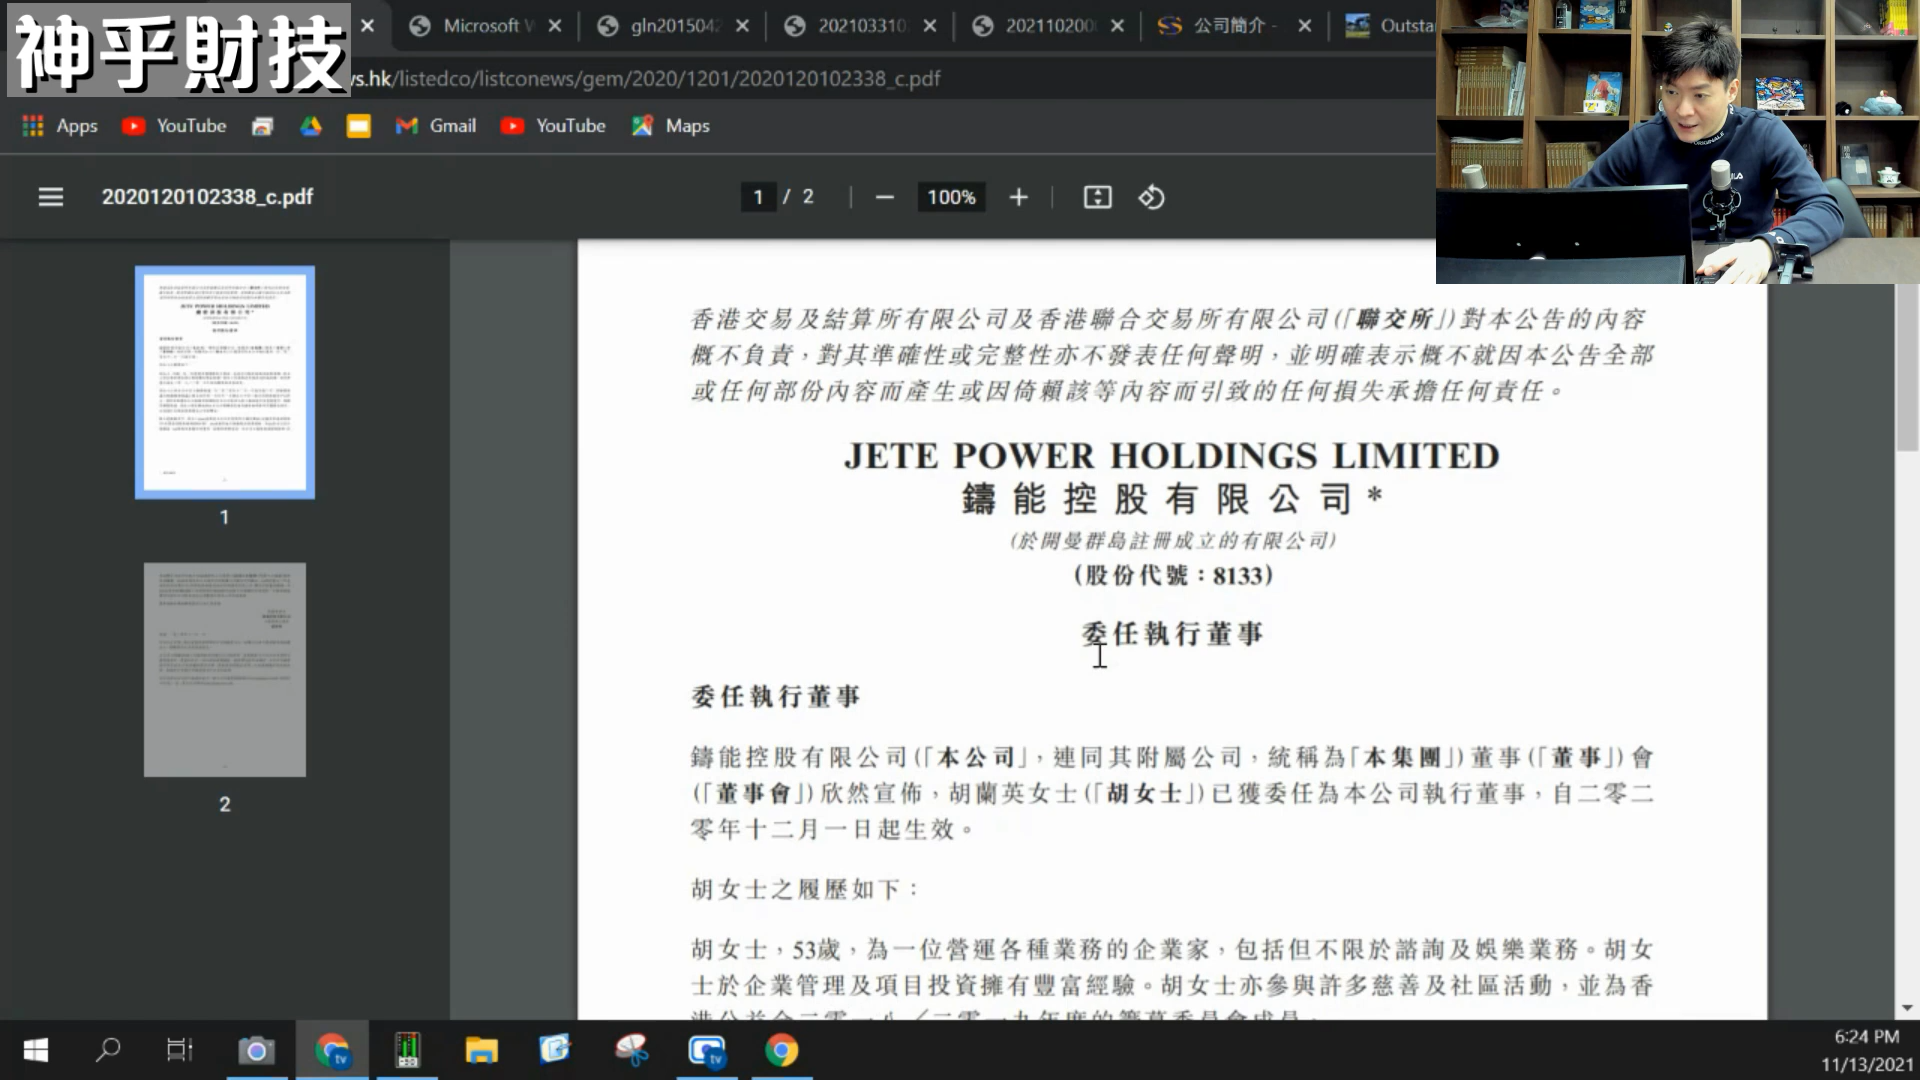 神乎財技
Microsoft
gln2015042
202103310
202110200
公司簡介 -
Outsta
s.hk/listedco/listconews/gem/2020/1201/2020120102338_c.pdf
Apps
YouTube
Gmail
YouTube
Maps
2020120102338_c.pdf
1 / 2
100%
1
2
香港交易及結算所有限公司及香港聯合交易所有限公司(「聯交所」)對本公告的內容
概不負責，對其準確性或完整性亦不發表任何聲明，並明確表示概不就因本公告全部
或任何部份內容而產生或因倚賴該等內容而引致的任何損失承擔任何責任。
JETE POWER HOLDINGS LIMITED
鑄能控股有限公司*
(於開曼群島註冊成立的有限公司)
(股份代號：8133)
委任執行董事
委任執行董事
鑄能控股有限公司(「本公司」，連同其附屬公司，統稱為「本集團」)董事(「董事」)會
(「董事會」)欣然宣佈，胡蘭英女士(「胡女士」)已獲委任為本公司執行董事，自二零二
零年十二月一日起生效。
胡女士之履歷如下：
胡女士，53歲，為一位營運各種業務的企業家，包括但不限於諮詢及娛樂業務。胡女
士於企業管理及項目投資擁有豐富經驗。胡女士亦參與許多慈善及社區活動，並為香
6:24 PM
11/13/2021